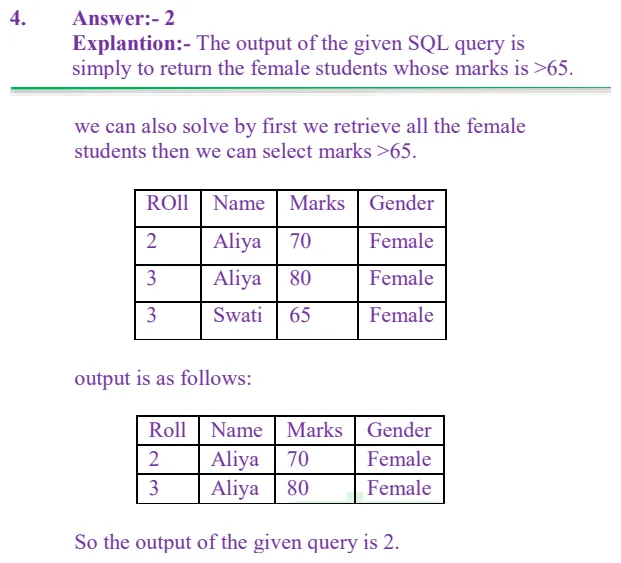 4. Answer:- 2
Explantion:- The output of the given SQL query is
simply to return the female students whose marks is >65.
we can also solve by first we retrieve all the female
students then we can select marks >65.
ROll Name Marks Gender
2 Aliya 70 Female
3 Aliya 80 Female
3 Swati 65 Female
output is as follows:
Roll Name Marks Gender
2 Aliya 70 Female
3 Aliya 80 Female
So the output of the given query is 2.